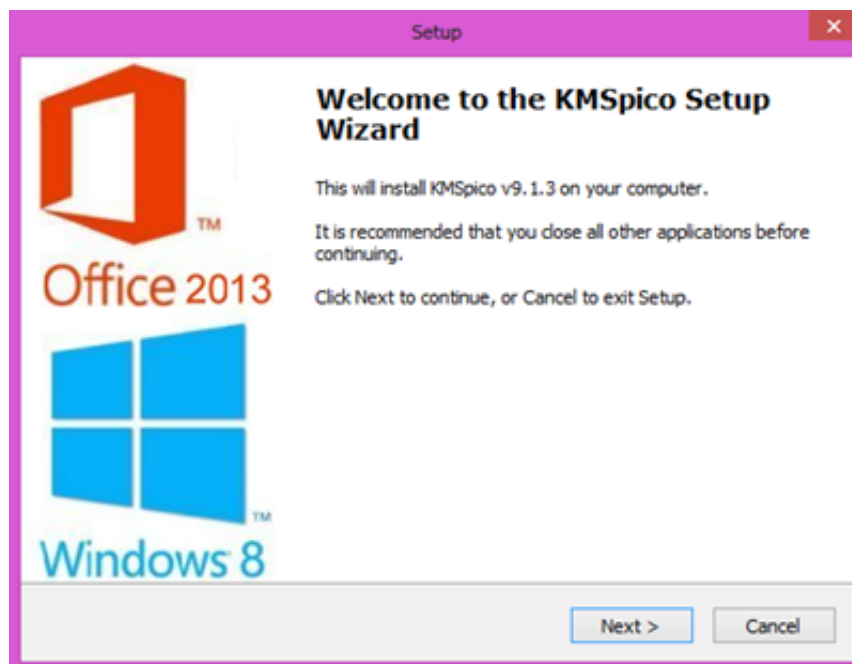 Setup
Welcome to the KMSpico Setup
Wizard
This will install KMSpico v9.1.3 on your computer.
It is recommended that you close all other applications before
continuing.
Click Next to continue, or Cancel to exit Setup.
TM
Office 2013
TM
Windows 8
Next >
Cancel